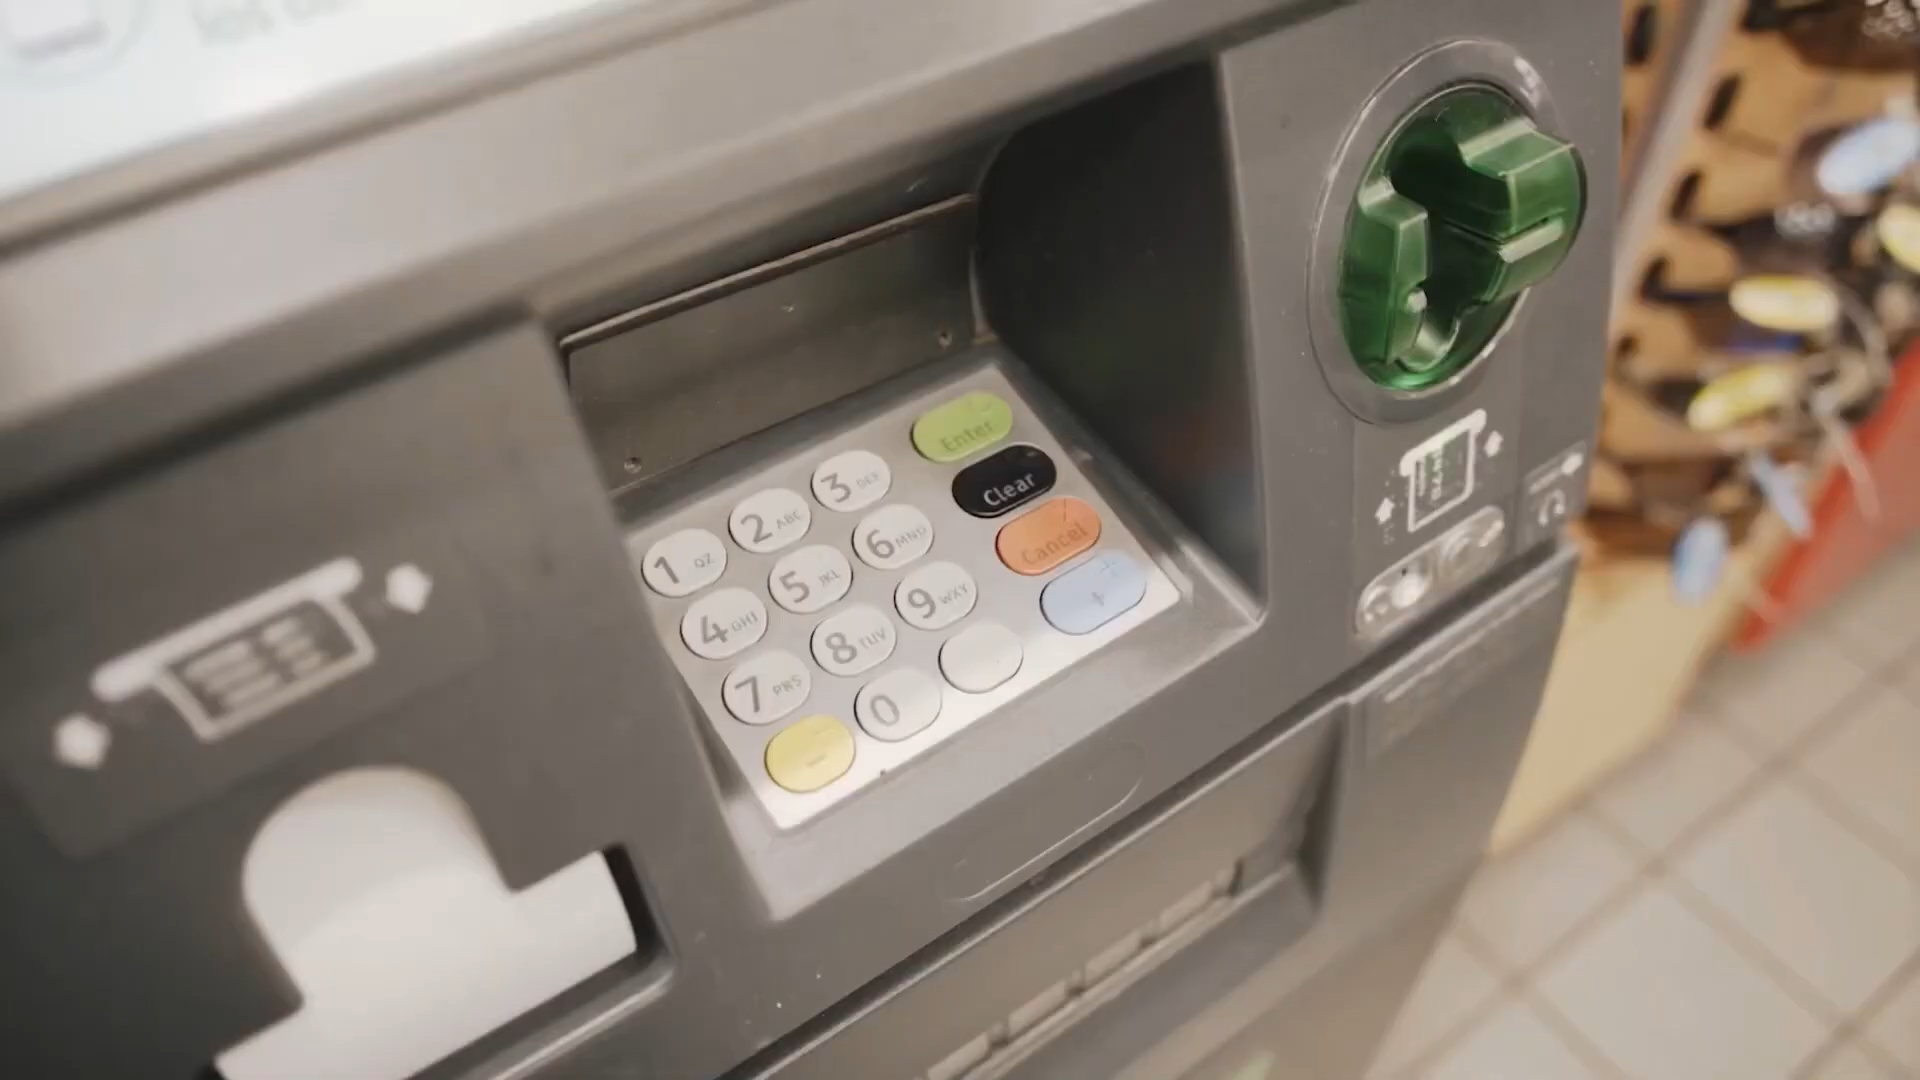 1 QZ
2 ABC
3 DEF
Enter
4 GHI
5 JKL
6 MNO
Clear
7 PRS
8 TUV
9 WXY
Cancel
-
0
+